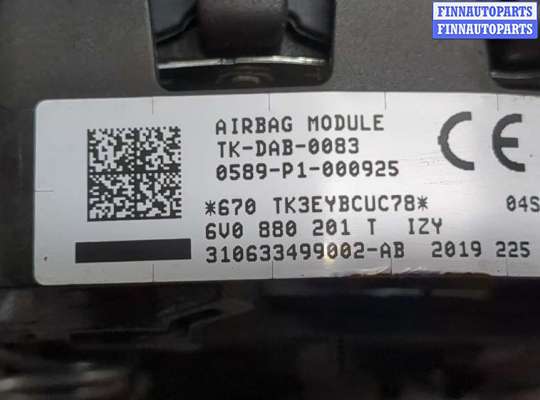 FINNAUTOPARTS
FINNAUTOPARTS
AIRBAG MODULE
TK-DAB-0083
0589-P1-000925
CE
*670 TK3EYBCUC78* 04S
6V0 880 201 T IZY
310633499002-AB 2019 225